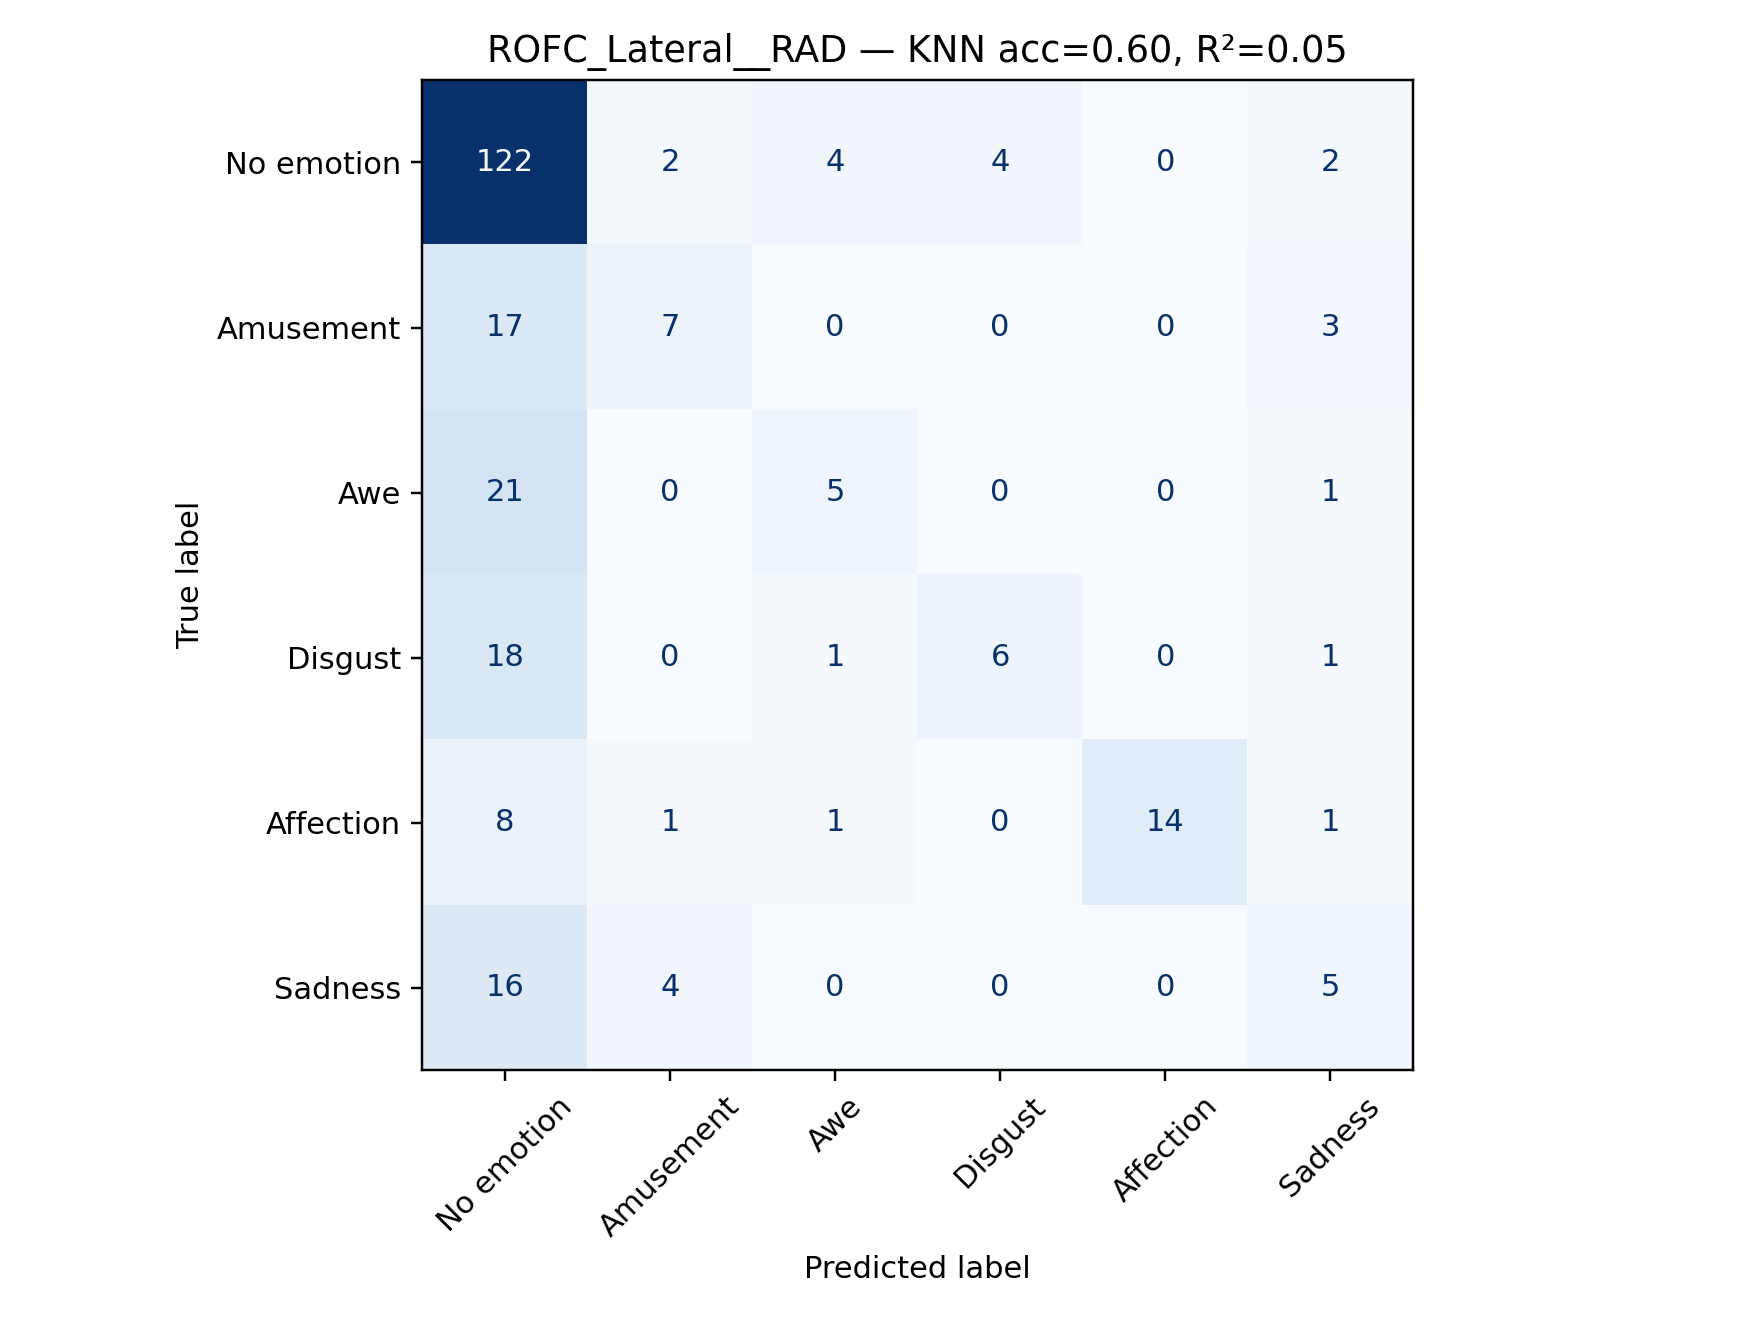 ROFC_Lateral__RAD — KNN acc=0.60, R²=0.05
No emotion 122 2 4 4 0 2
Amusement 17 7 0 0 0 3
Awe 21 0 5 0 0 1
Disgust 18 0 1 6 0 1
Affection 8 1 1 0 14 1
Sadness 16 4 0 0 0 5
True label
No emotion Amusement Awe Disgust Affection Sadness
Predicted label